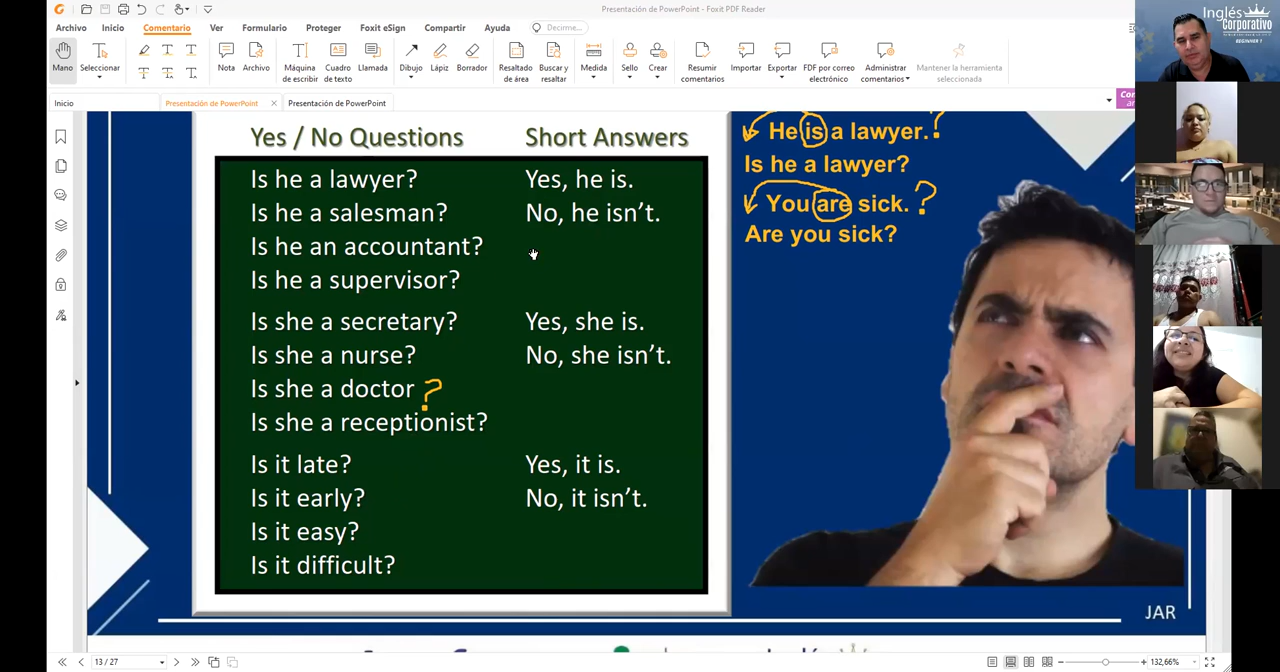 Presentación de PowerPoint - Foxit PDF Reader
Archivo Inicio Comentario Ver Formulario Proteger Foxit eSign Compartir Ayuda Decirme...
Mano
Seleccionar
Nota
Archivo
Máquina de escribir
Cuadro de texto
Llamada
Dibujo
Lápiz
Borrador
Resaltado de área
Buscar y resaltar
Medida
Sello
Crear
Resumir comentarios
Importar
Exportar
PDF por correo electrónico
Administrar comentarios
Mantener la herramienta seleccionada
Inicio
Presentación de PowerPoint
Presentación de PowerPoint
Yes / No Questions Short Answers
Is he a lawyer? Yes, he is.
Is he a salesman? No, he isn't.
Is he an accountant?
Is he a supervisor?
Is she a secretary? Yes, she is.
Is she a nurse? No, she isn't.
Is she a doctor ?
Is she a receptionist?
Is it late? Yes, it is.
Is it early? No, it isn't.
Is it easy?
Is it difficult?
He is a lawyer. ?
Is he a lawyer?
You are sick. ?
Are you sick?
JAR
Inglés
Corporativo
BEGINNER 1
13 / 27
132,66%